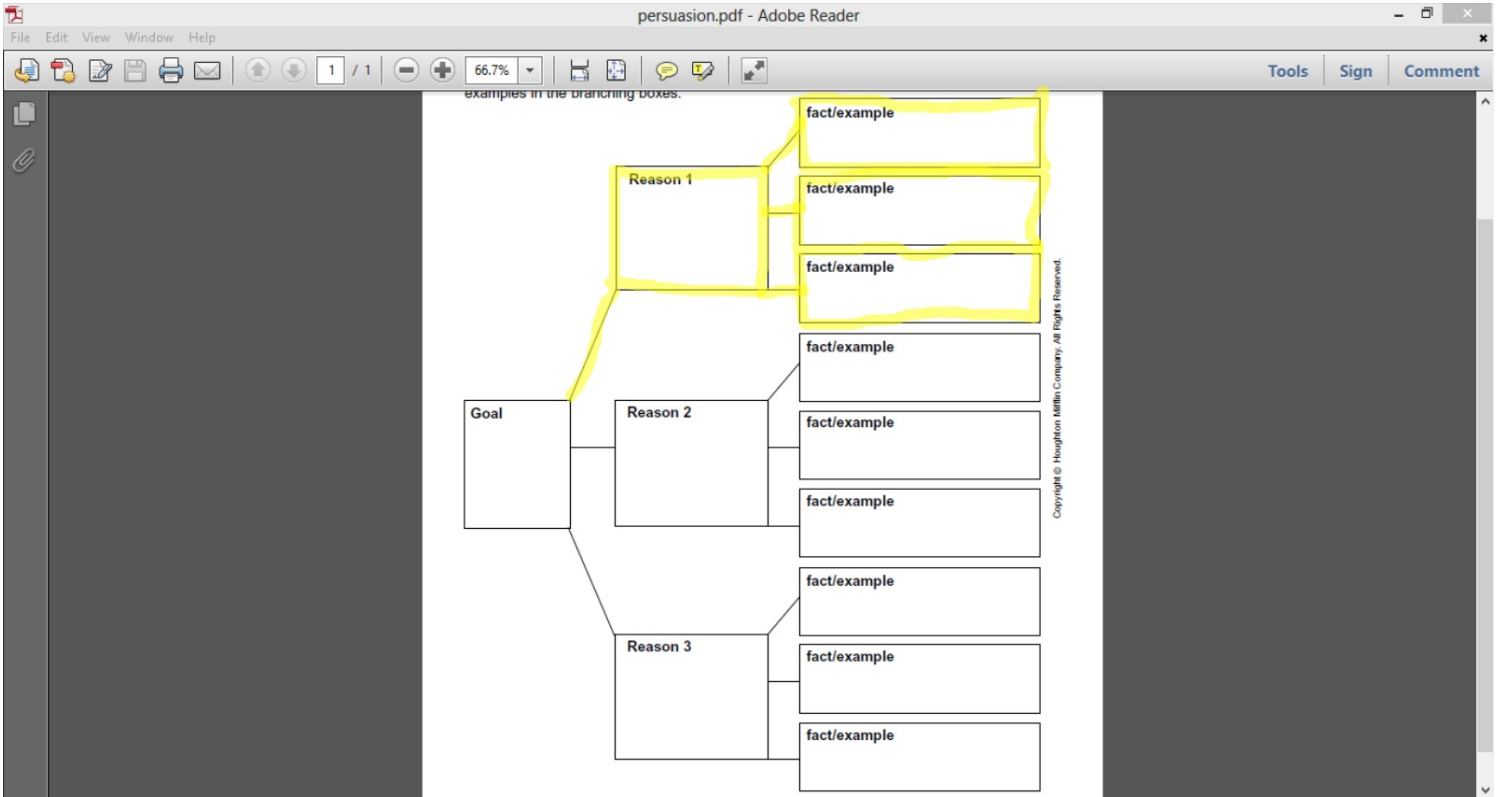 persuasion.pdf - Adobe Reader
File Edit View Window Help
1 / 1 66.7% Tools Sign Comment
examples in the branching boxes.
fact/example
Reason 1
fact/example
fact/example
fact/example
Goal
Reason 2
fact/example
fact/example
fact/example
Reason 3
fact/example
fact/example
Copyright © Houghton Mifflin Company. All Rights Reserved.